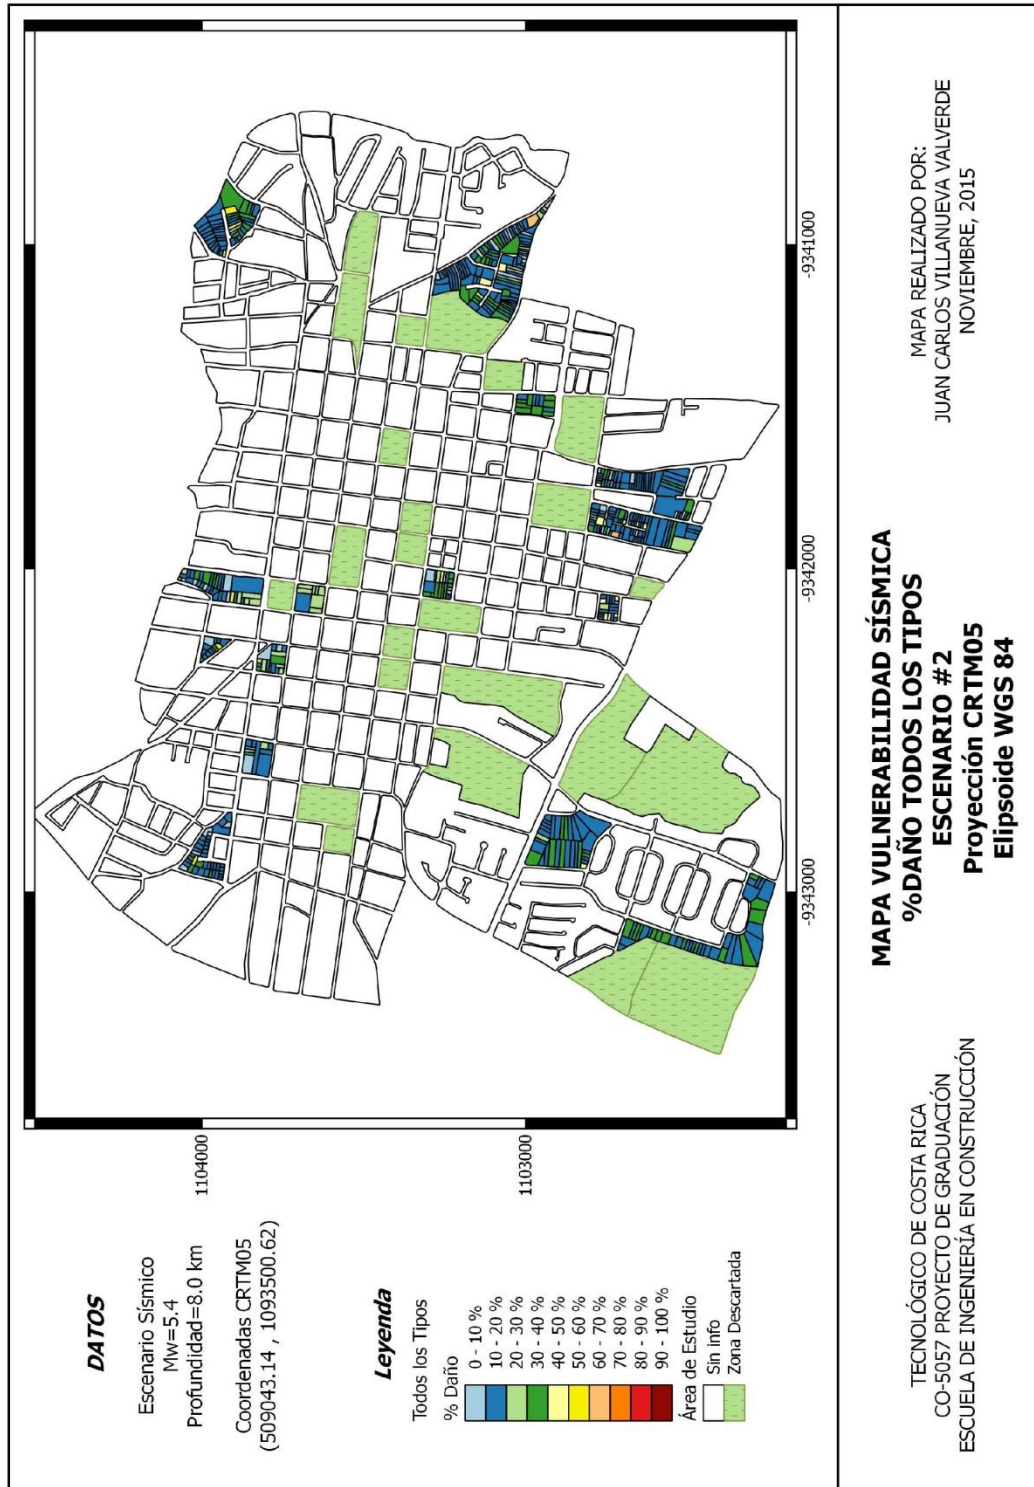 DATOS
Escenario Sísmico
Mw=5.4
Profundidad=8.0 km
Coordenadas CRTM05
(509043.14 , 1093500.62)
Leyenda
Todos los Tipos
% Daño
0 - 10 %
10 - 20 %
20 - 30 %
30 - 40 %
40 - 50 %
50 - 60 %
60 - 70 %
70 - 80 %
80 - 90 %
90 - 100 %
Área de Estudio
Sin info
Zona Descartada
1104000
1103000
-9343000
-9342000
-9341000
TECNOLÓGICO DE COSTA RICA
CO-5057 PROYECTO DE GRADUACIÓN
ESCUELA DE INGENIERÍA EN CONSTRUCCIÓN
MAPA VULNERABILIDAD SÍSMICA
%DAÑO TODOS LOS TIPOS
ESCENARIO #2
Proyección CRTM05
Elipsoide WGS 84
MAPA REALIZADO POR:
JUAN CARLOS VILLANUEVA VALVERDE
NOVIEMBRE, 2015